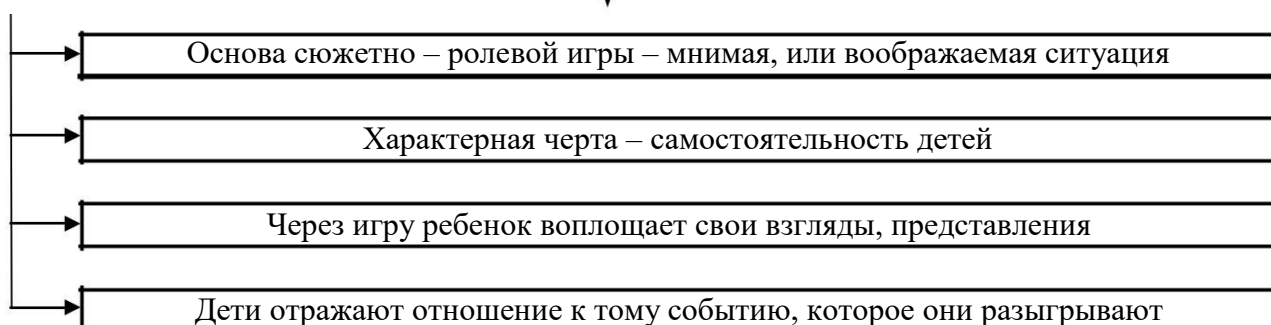 Основа сюжетно – ролевой игры – мнимая, или воображаемая ситуация
Характерная черта – самостоятельность детей
Через игру ребенок воплощает свои взгляды, представления
Дети отражают отношение к тому событию, которое они разыгрывают